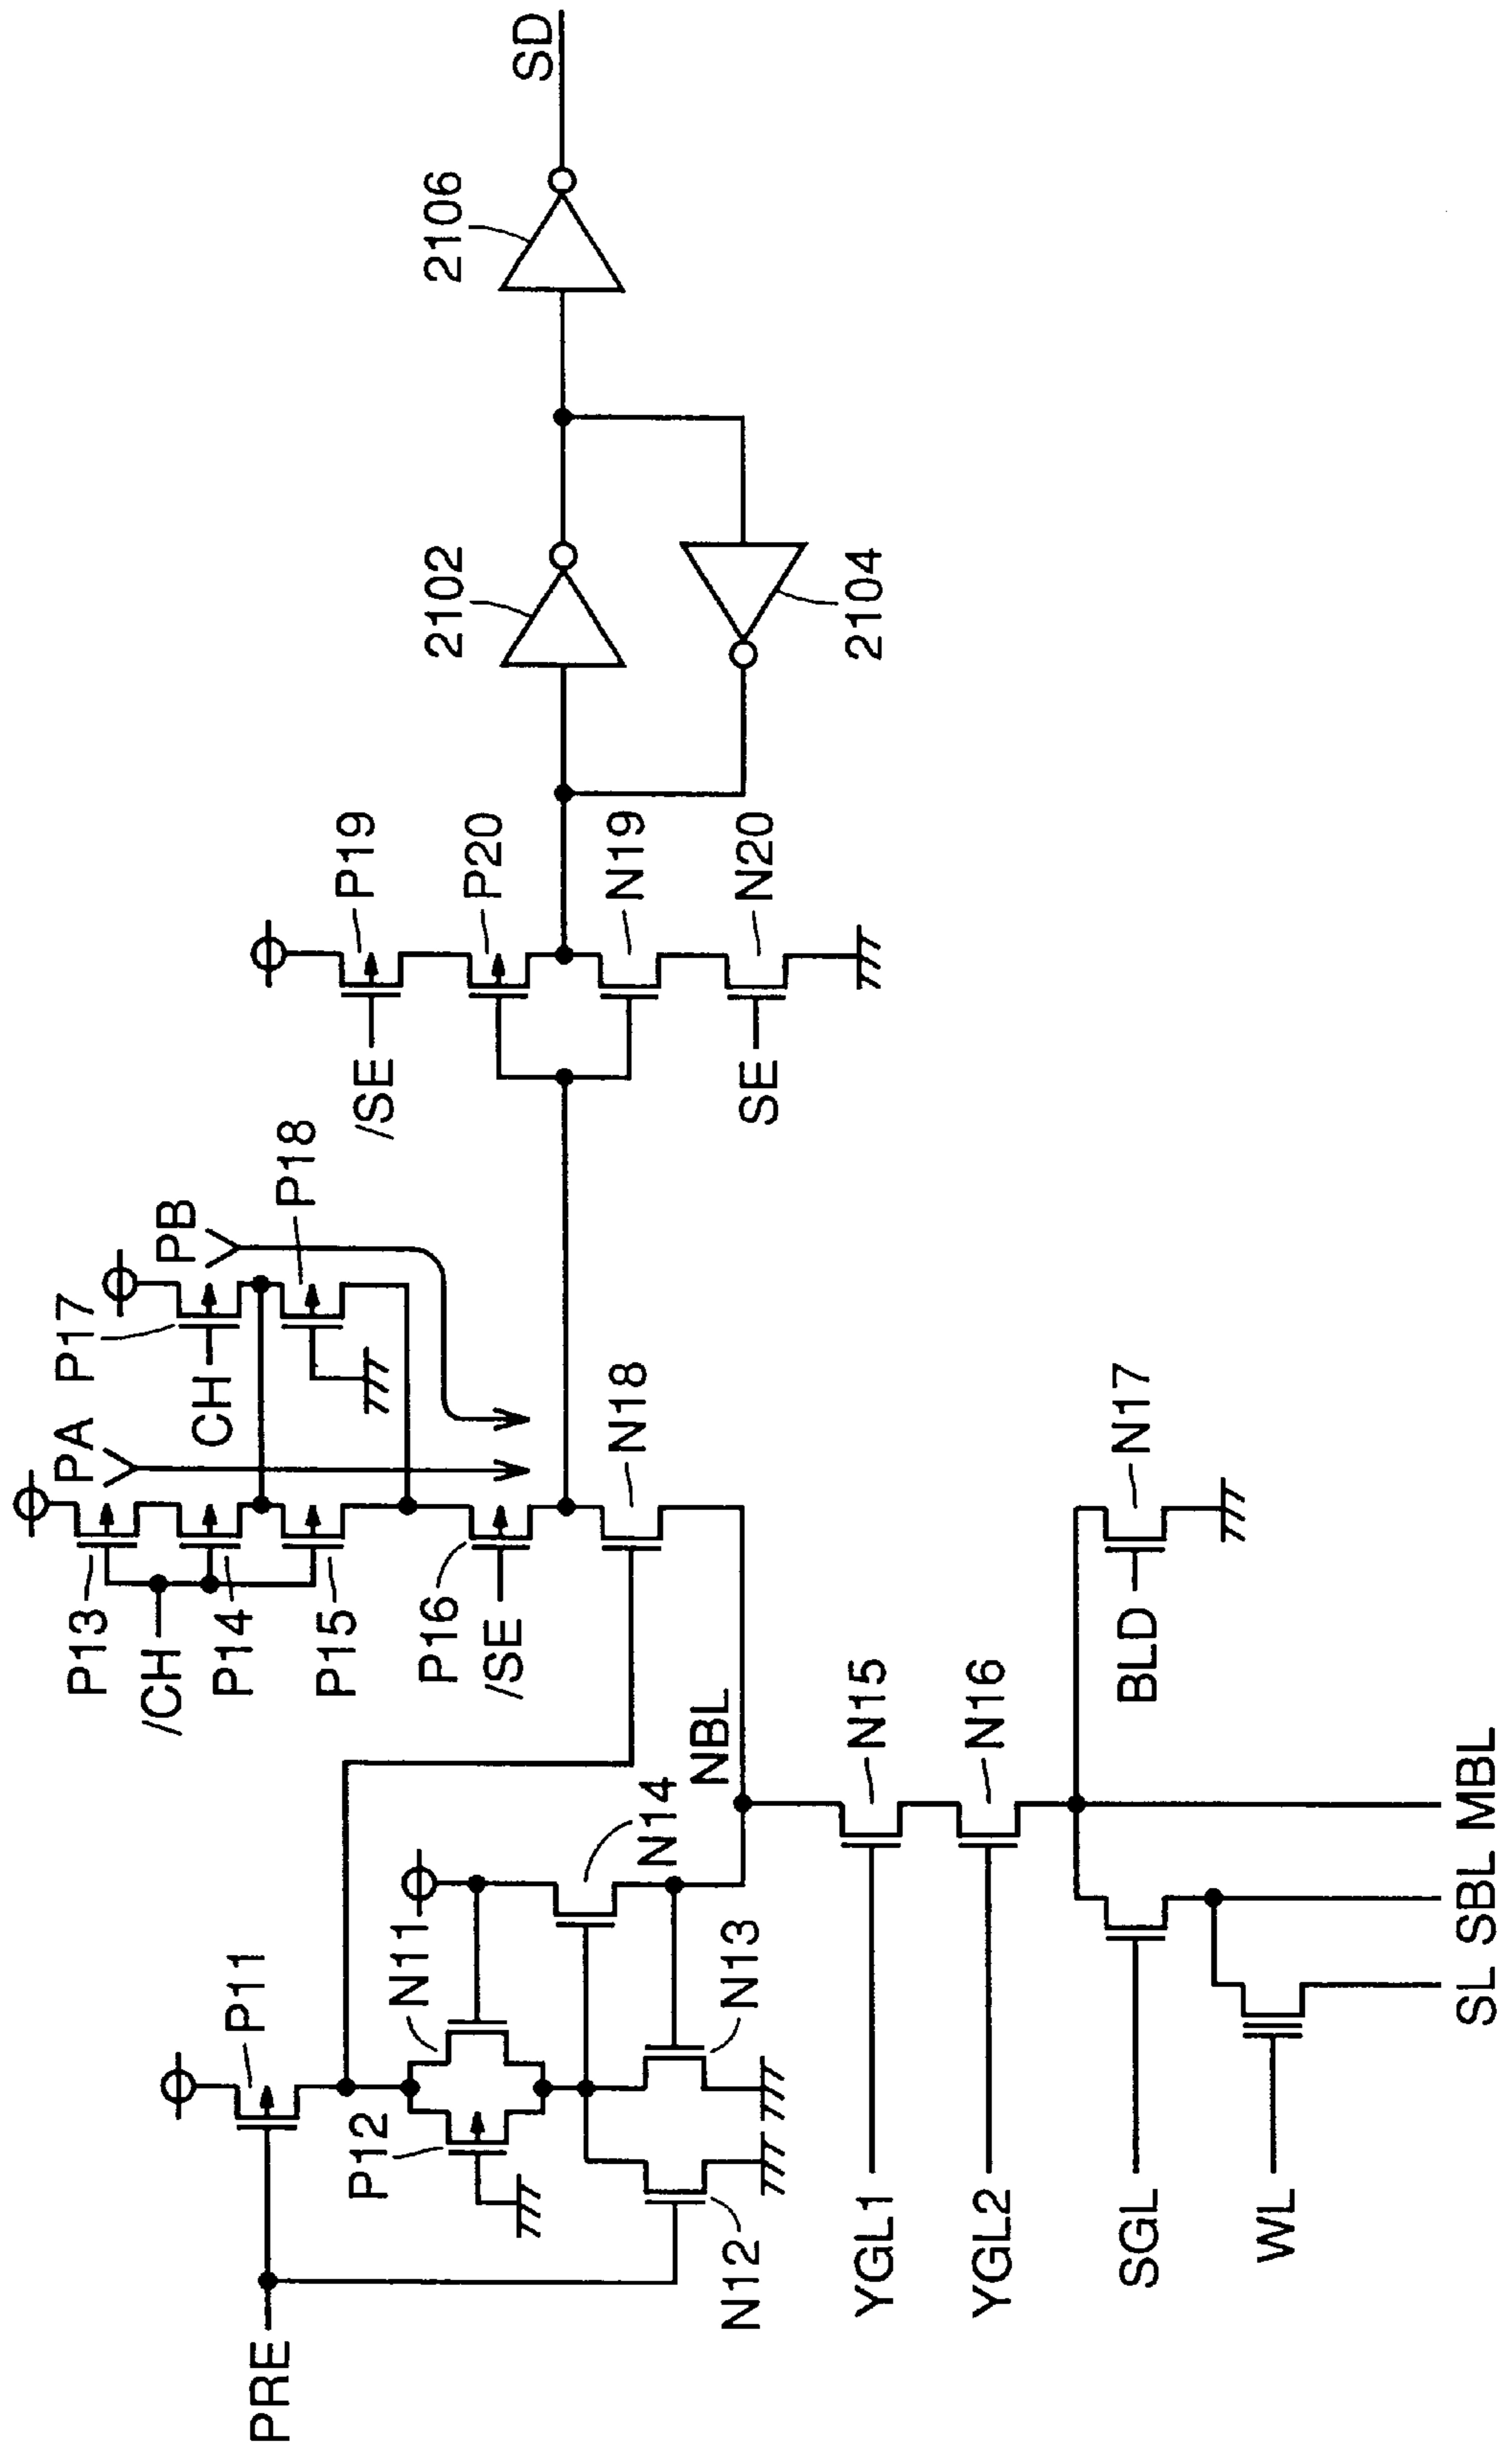 PRE
P11
P12
N11
N12
N13
N14
NBL
P13
/CH
P14
P15
P16
/SE
PA
P17
CH
PB
P18
N18
/SE
P19
P20
N19
N20
SE
2102
2104
2106
SD
YGL1
N15
YGL2
N16
SGL
WL
BLD
N17
SL SBL MBL